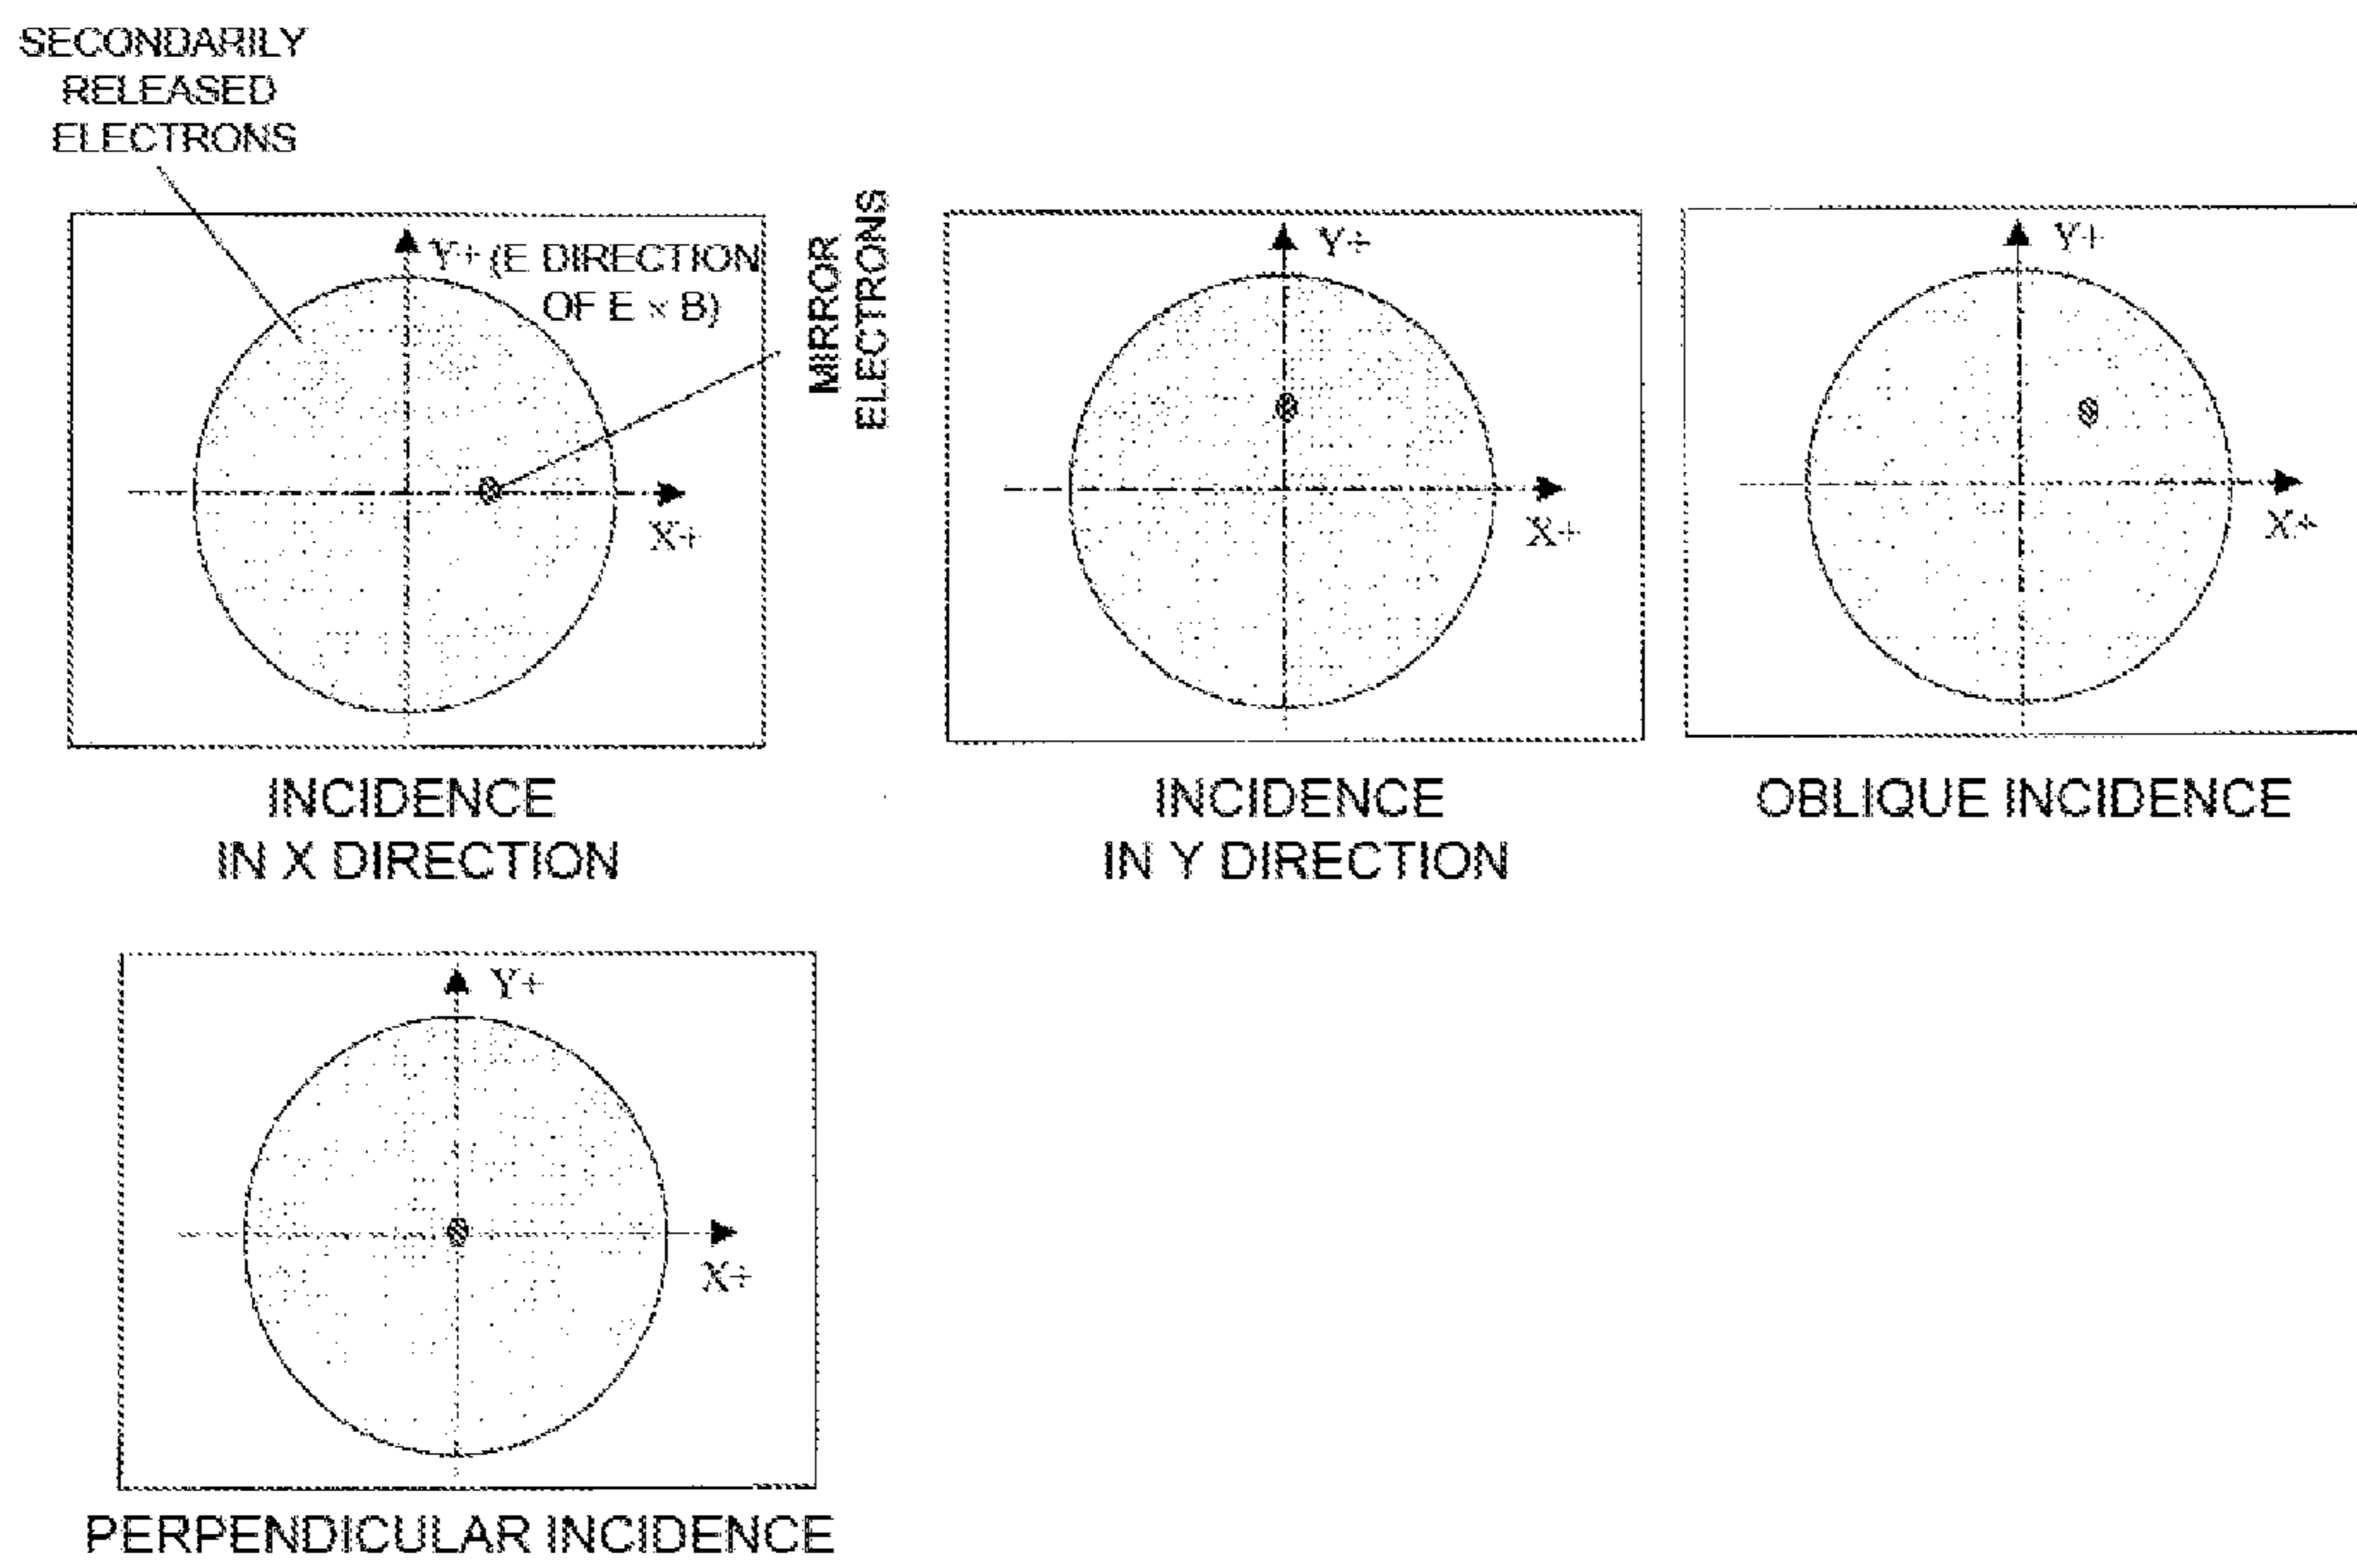 SECONDARILY
RELEASED
ELECTRONS
Y+ (E DIRECTION
OF E × B)
MIRROR
ELECTRONS
X+
INCIDENCE
IN X DIRECTION
Y+
X+
INCIDENCE
IN Y DIRECTION
Y+
X+
OBLIQUE INCIDENCE
Y+
X+
PERPENDICULAR INCIDENCE